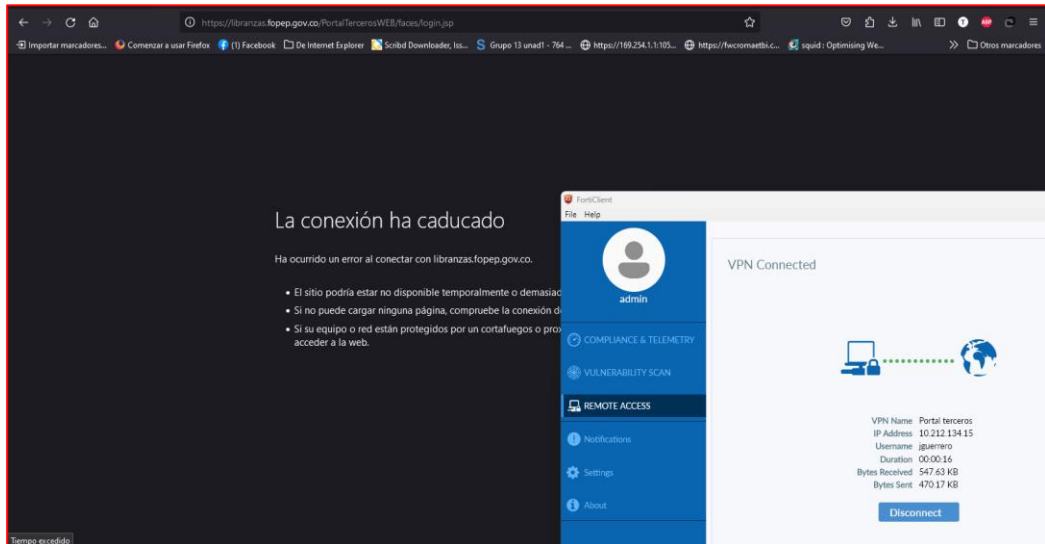 https://libranzas.fopep.gov.co/PortalTercerosWEB/faces/login.jsp
Importar marcadores... Comenzar a usar Firefox (1) Facebook De Internet Explorer Scribd Downloader, Iss... Grupo 13 unad1 - 764 ... https://169.254.1.1:105... https://fwcromaetbi.c... squid : Optimising We... Otros marcadores
La conexión ha caducado
Ha ocurrido un error al conectar con libranzas.fopep.gov.co.
• El sitio podría estar no disponible temporalmente o demasiad
• Si no puede cargar ninguna página, compruebe la conexión d
• Si su equipo o red están protegidos por un cortafuegos o prox
acceder a la web.
Tiempo excedido
FortiClient
File Help
admin
COMPLIANCE & TELEMETRY
VULNERABILITY SCAN
REMOTE ACCESS
Notifications
Settings
About
VPN Connected
VPN Name Portal terceros
IP Address 10.212.134.15
Username jguerrero
Duration 00:00:16
Bytes Received 547.63 KB
Bytes Sent 470.17 KB
Disconnect